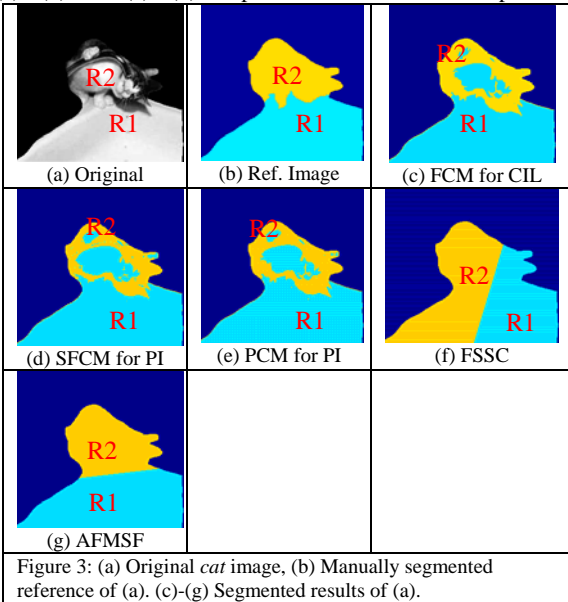 R2
R1
(a) Original
R2
R1
(b) Ref. Image
R2
R1
(c) FCM for CIL
R2
R1
(d) SFCM for PI
R2
R1
(e) PCM for PI
R2
R1
(f) FSSC
R2
R1
(g) AFMSF
Figure 3: (a) Original cat image, (b) Manually segmented
reference of (a). (c)-(g) Segmented results of (a).